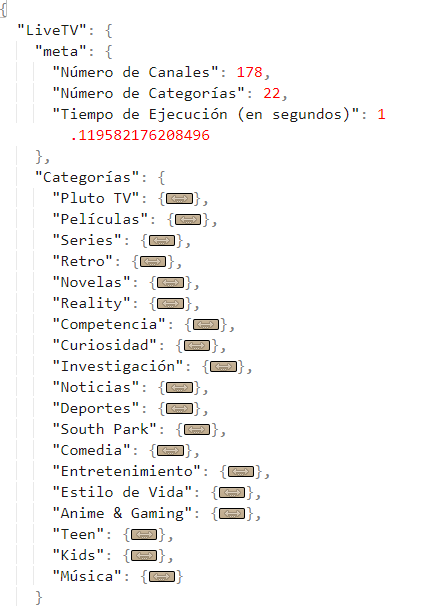 {
"LiveTV": {
"meta": {
"Número de Canales": 178,
"Número de Categorías": 22,
"Tiempo de Ejecución (en segundos)": 1
.119582176208496
},
"Categorías": {
"Pluto TV": {},
"Películas": {},
"Series": {},
"Retro": {},
"Novelas": {},
"Reality": {},
"Competencia": {},
"Curiosidad": {},
"Investigación": {},
"Noticias": {},
"Deportes": {},
"South Park": {},
"Comedia": {},
"Entretenimiento": {},
"Estilo de Vida": {},
"Anime & Gaming": {},
"Teen": {},
"Kids": {},
"Música": {}
}